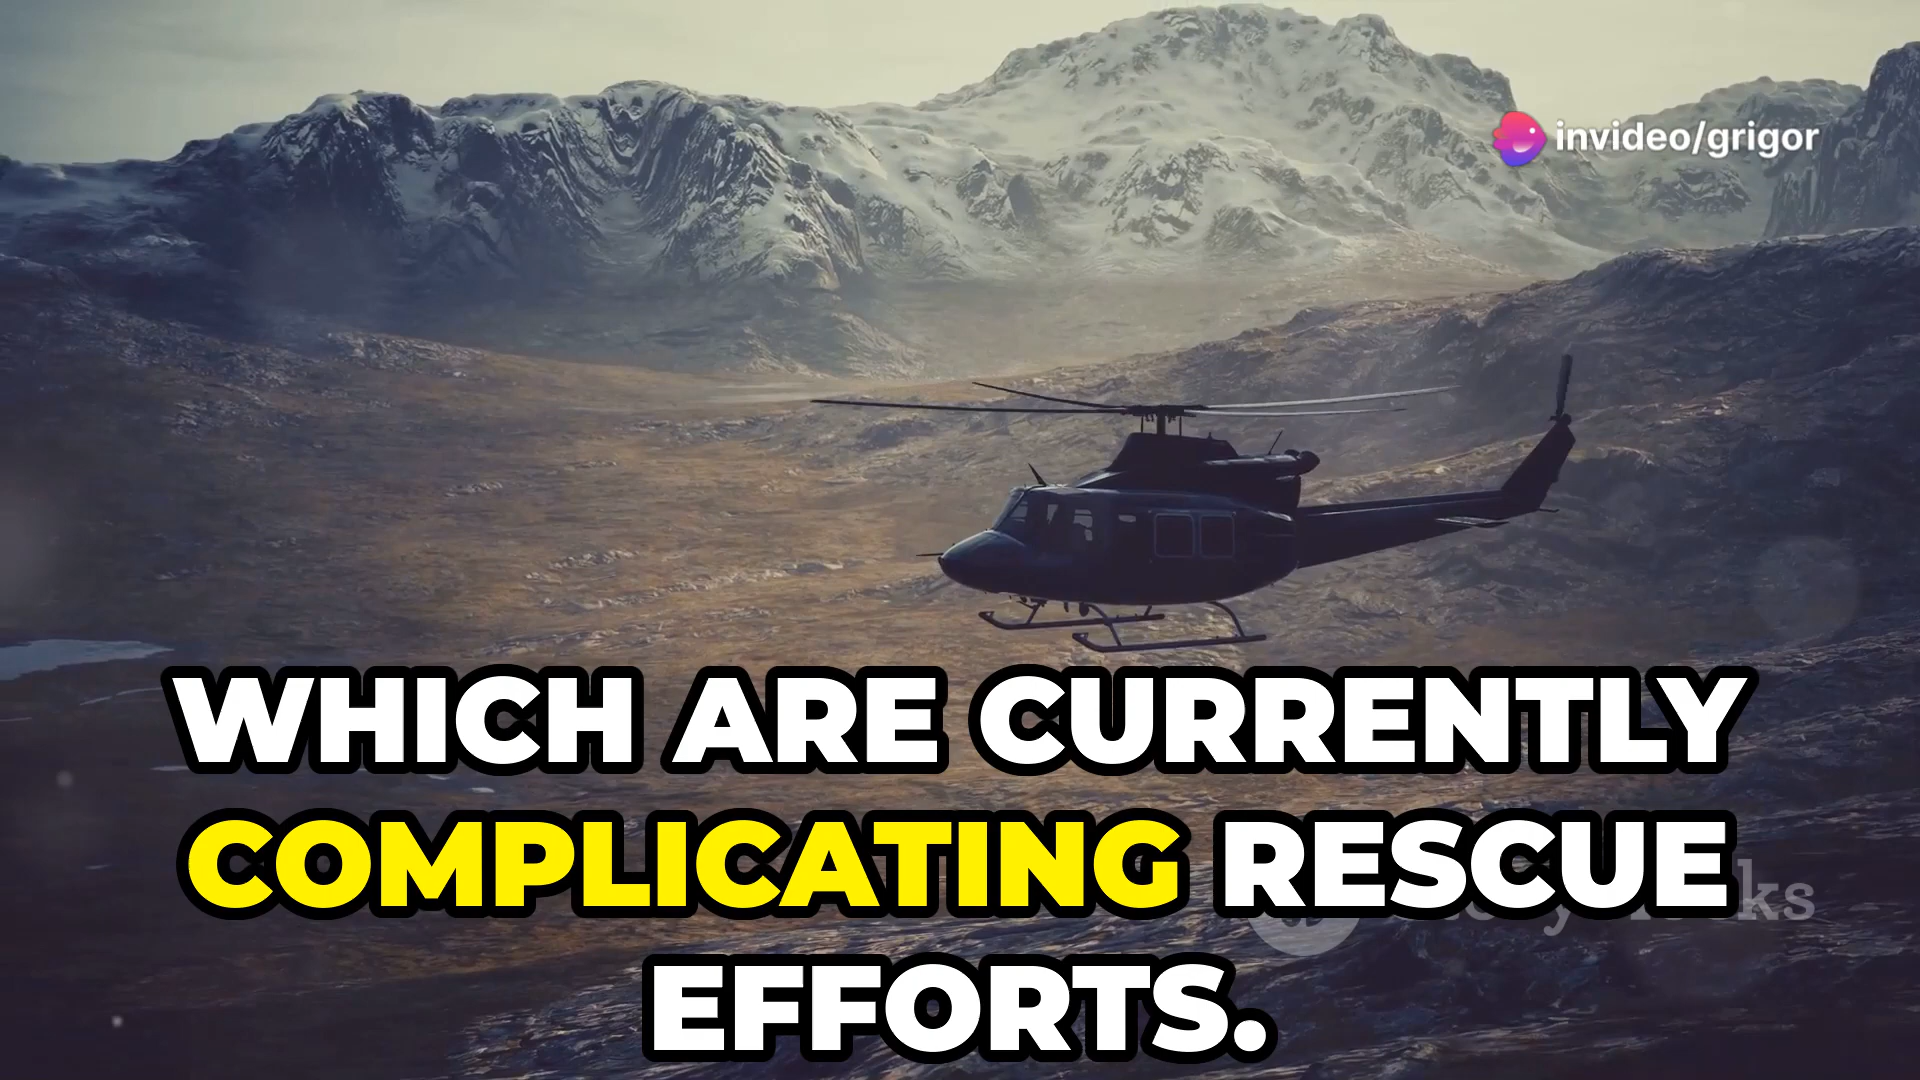 invideo/grigor
WHICH ARE CURRENTLY
COMPLICATING RESCUE
EFFORTS.